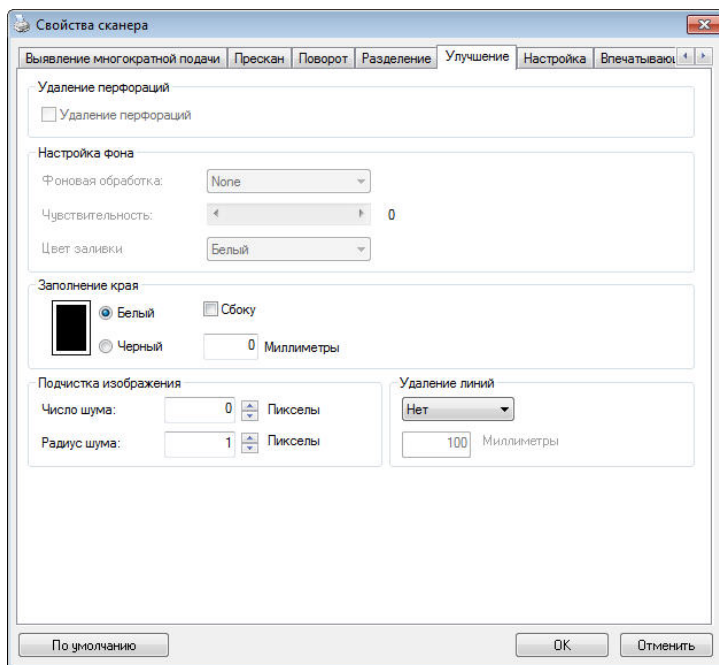 Свойства сканера
Выявление многократной подачи Прескан Поворот Разделение Улучшение Настройка
Удаление перфораций
Удаление перфораций
Настройка фона
Фоновая обработка: None
Чувствительность: 0
Цвет заливки Белый
Заполнение края
Белый Сбоку
Черный 0 Миллиметры
Подчистка изображения Удаление линий
Число шума: 0 Пикселы Нет
Радиус шума: 1 Пикселы 100 Миллиметры
По умолчанию OK Отменить